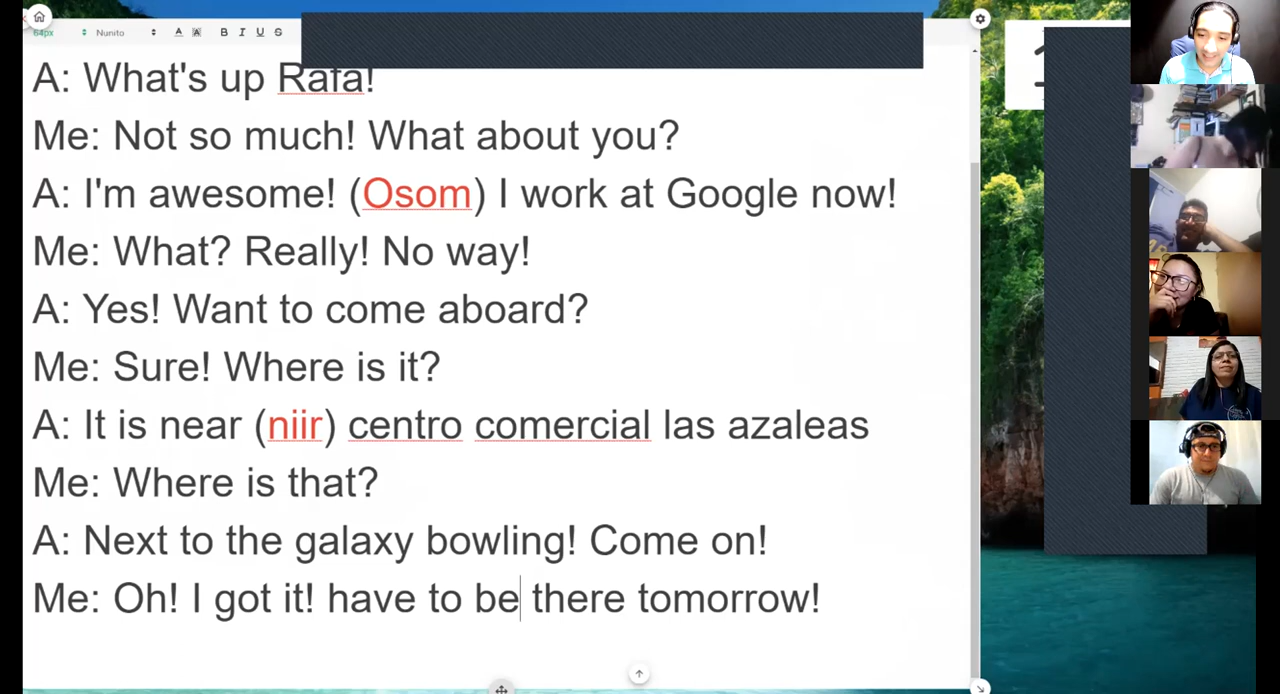 64px Nunito A A B I U S
A: What's up Rafa!
Me: Not so much! What about you?
A: I'm awesome! (Osom) I work at Google now!
Me: What? Really! No way!
A: Yes! Want to come aboard?
Me: Sure! Where is it?
A: It is near (niir) centro comercial las azaleas
Me: Where is that?
A: Next to the galaxy bowling! Come on!
Me: Oh! I got it! have to be there tomorrow!